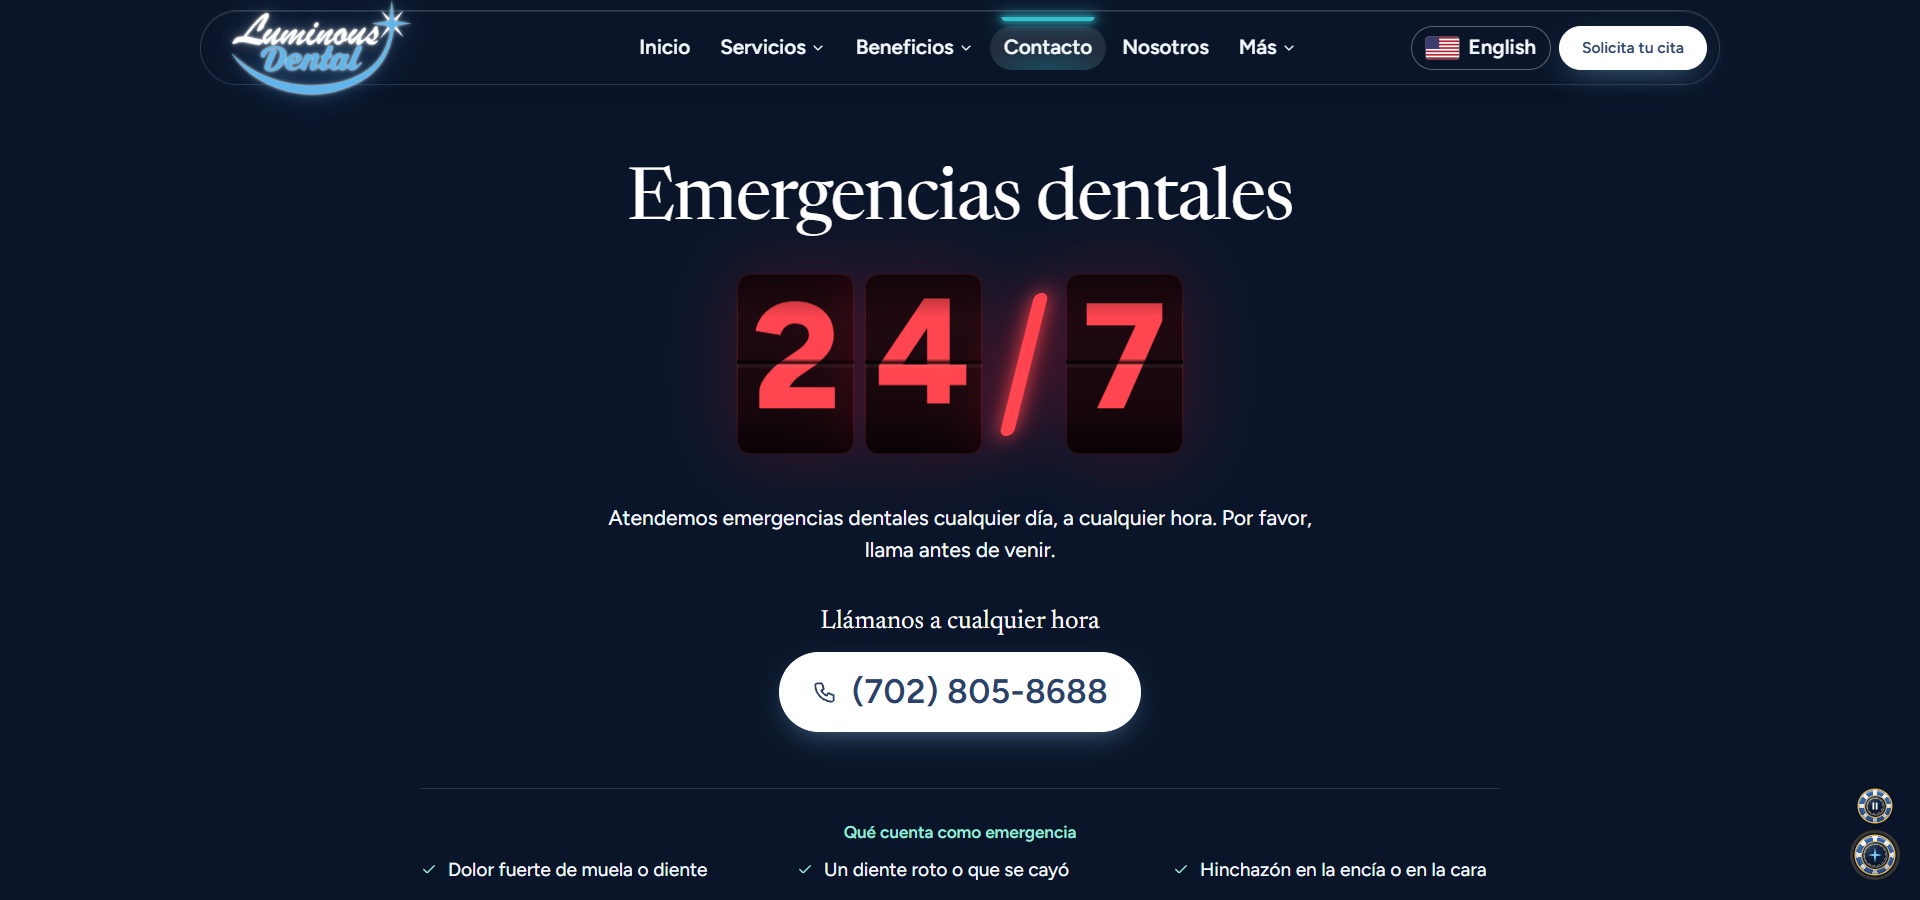 Luminous
Dental
Inicio
Servicios
Beneficios
Contacto
Nosotros
Más
English
Solicita tu cita
Emergencias dentales
24/7
Atendemos emergencias dentales cualquier día, a cualquier hora. Por favor,
llama antes de venir.
Llámanos a cualquier hora
(702) 805-8688
Qué cuenta como emergencia
Dolor fuerte de muela o diente
Un diente roto o que se cayó
Hinchazón en la encía o en la cara